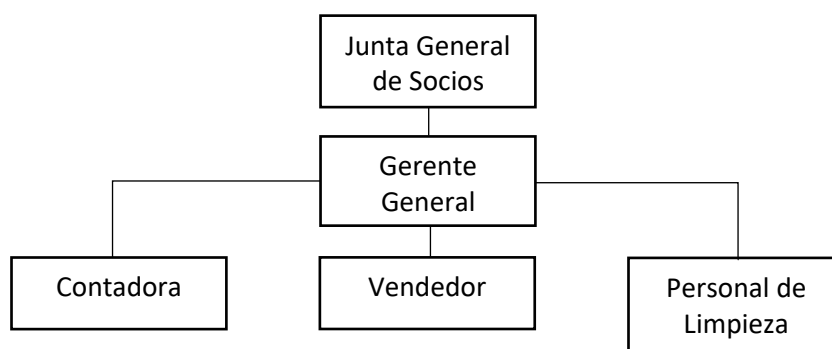 Junta General
de Socios
Gerente
General
Contadora
Vendedor
Personal de
Limpieza